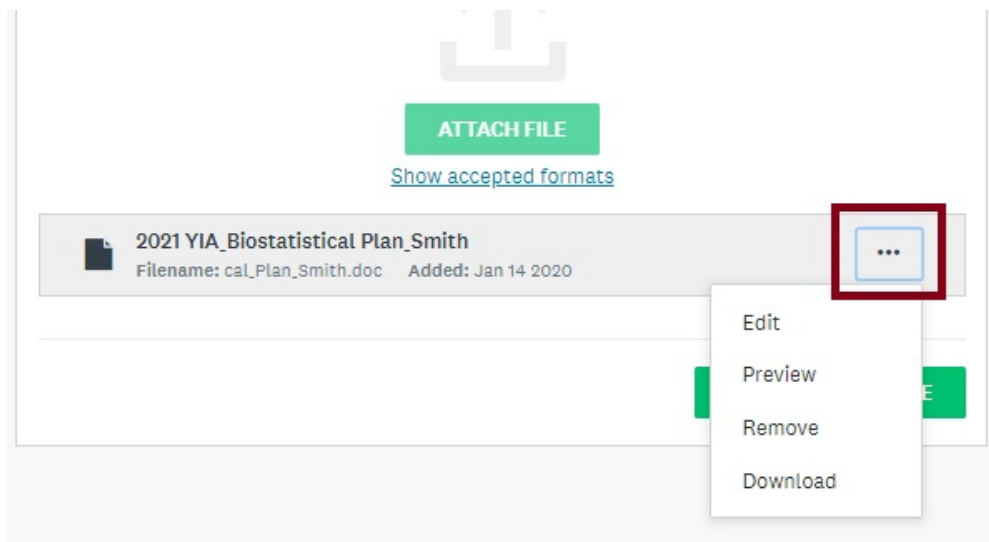 ATTACH FILE
Show accepted formats
2021 YIA_Biostatistical Plan_Smith
Filename: cal_Plan_Smith.doc Added: Jan 14 2020
•••
Edit
Preview
E
Remove
Download